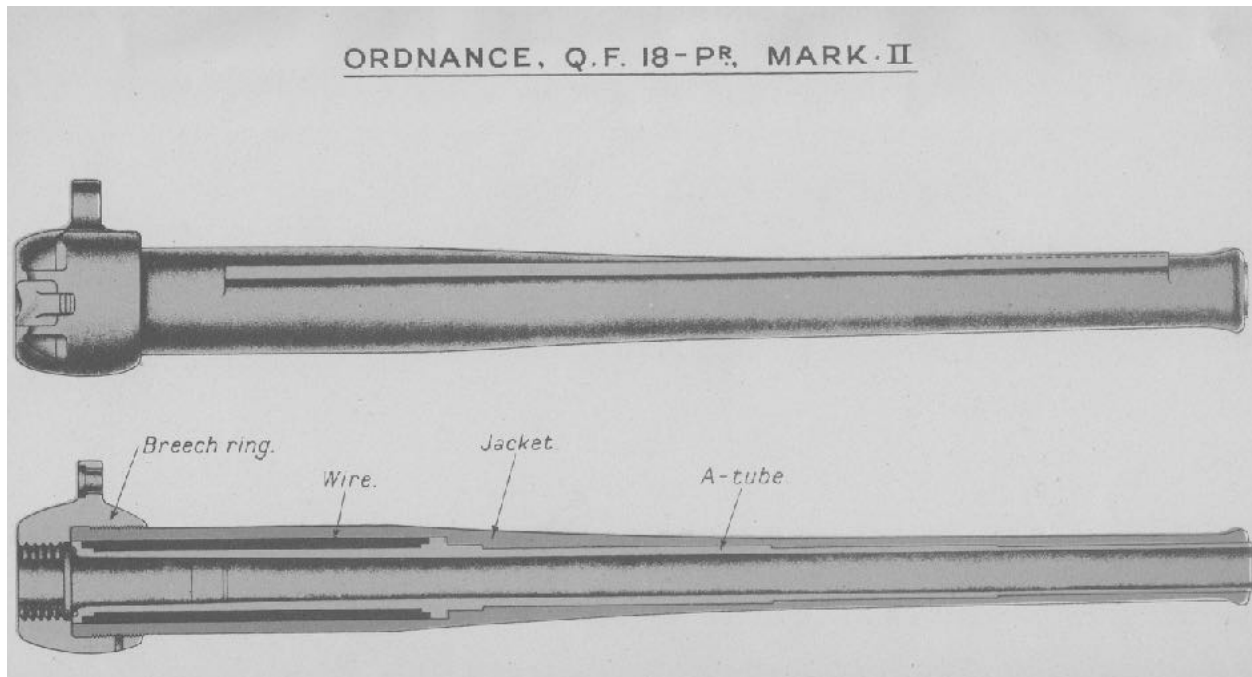 ORDNANCE, Q.F. 18-PR, MARK·II
Breech ring.
Wire.
Jacket.
A-tube